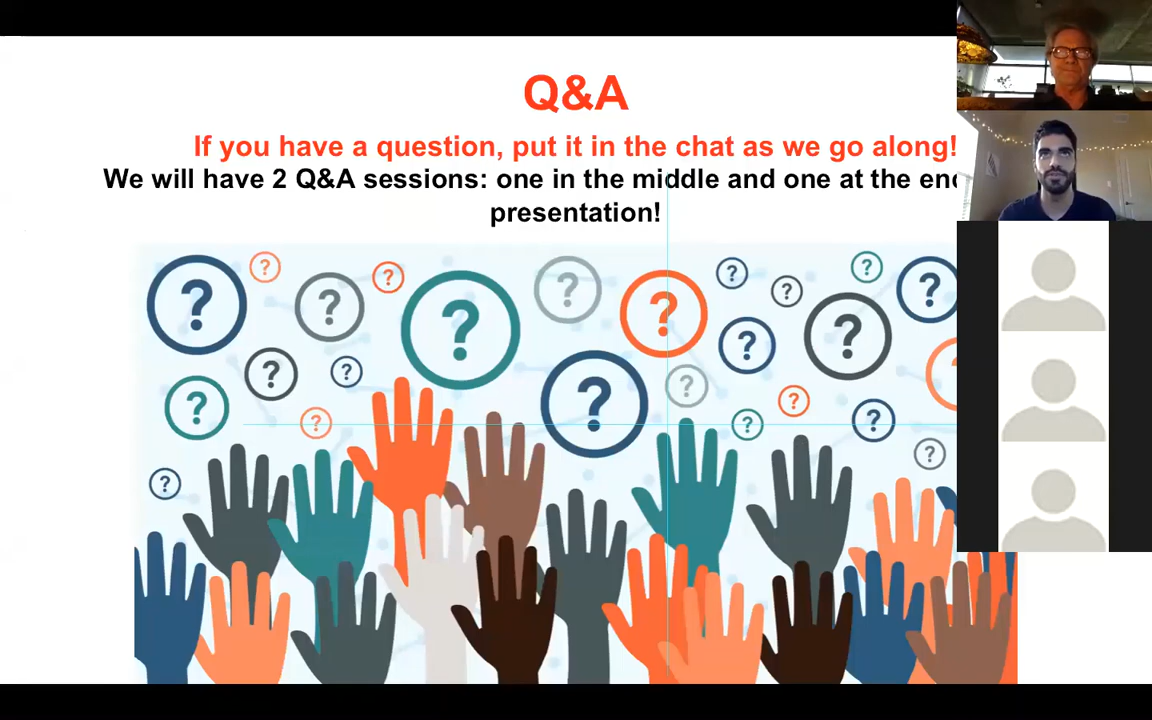 Q&A
If you have a question, put it in the chat as we go along!
We will have 2 Q&A sessions: one in the middle and one at the
presentation!
? ? ? ? ? ? ? ? ? ? ?
? ? ? ? ? ? ? ? ? ? ? ? ?